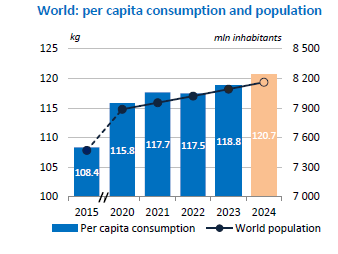 World: per capita consumption and population
kg mln inhabitants
125 8 500
120 8 200
115 7 900
110 7 600
105 7 300
100 7 000
108.4 115.8 117.7 117.5 118.8 120.7
2015 2020 2021 2022 2023 2024
Per capita consumption World population